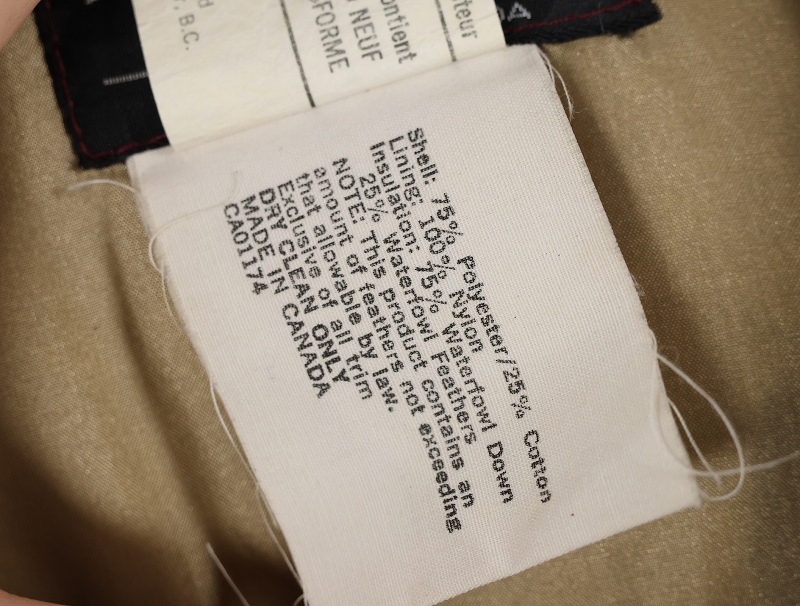 Shell: 75% Polyester/25% Cotton
Lining: 100% Nylon
Insulation: 75% Waterfowl Down
25% Waterfowl Feathers
NOTE: This product contains an
amount of feathers not exceeding
that allowable by law.
Exclusive of all trim
DRY CLEAN ONLY
MADE IN CANADA
CA01174
contient
NEUF
, B.C.